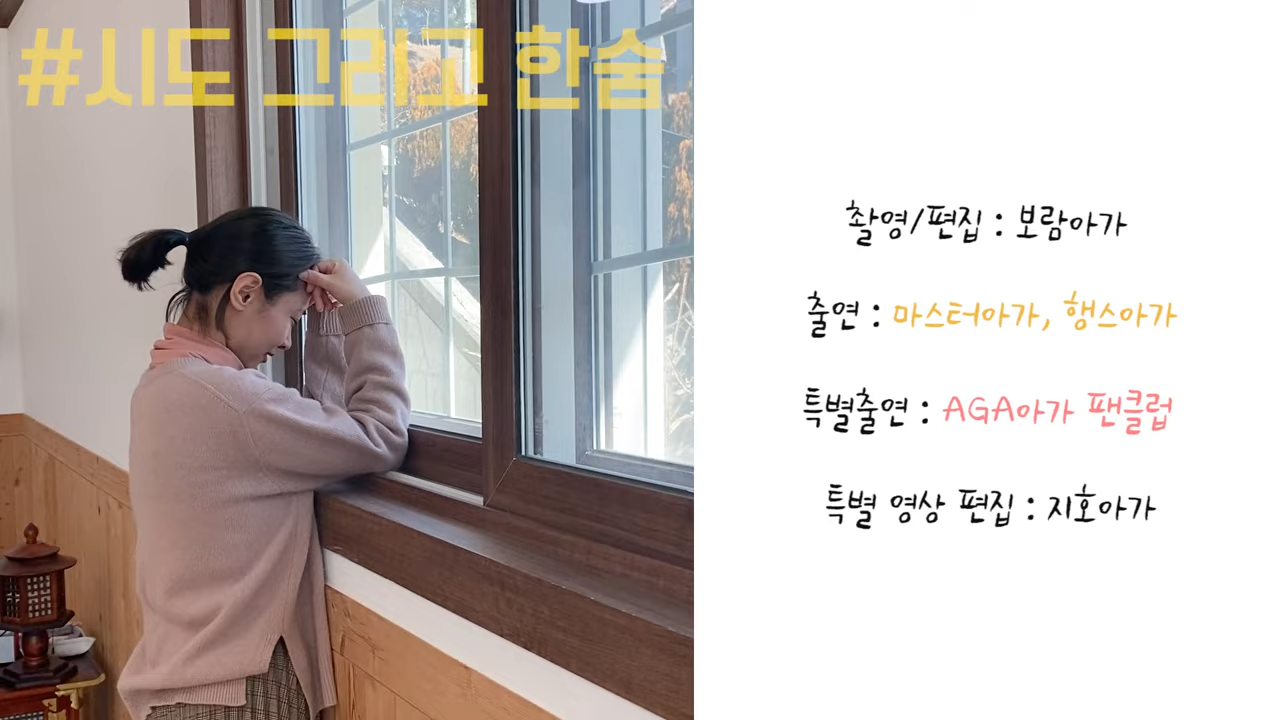 #시도 그리고 한숨
촬영/편집 : 보람아가
출연 : 마스터아가, 행스아가
특별출연 : AGA아가 팬클럽
특별 영상 편집 : 지호아가